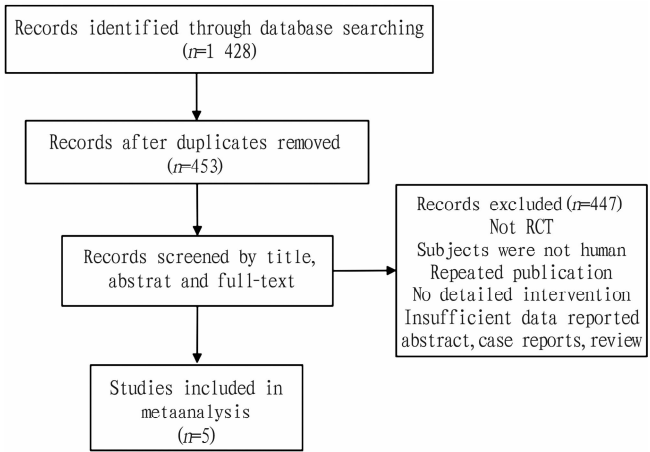 Records identified through database searching
(n=1 428)
Records after duplicates removed
(n=453)
Records screened by title,
abstrat and full-text
Records excluded(n=447)
Not RCT
Subjects were not human
Repeated publication
No detailed intervention
Insufficient data reported
abstract,case reports,review
Studies included in
metaanalysis
(n=5)